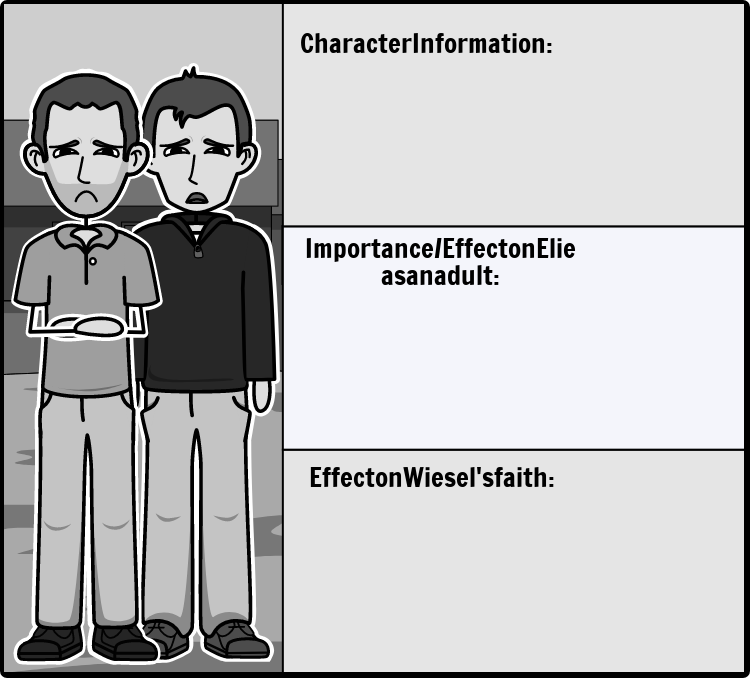 CharacterInformation:
Importance/EffectonElie
asanadult:
EffectonWiesel'sfaith: